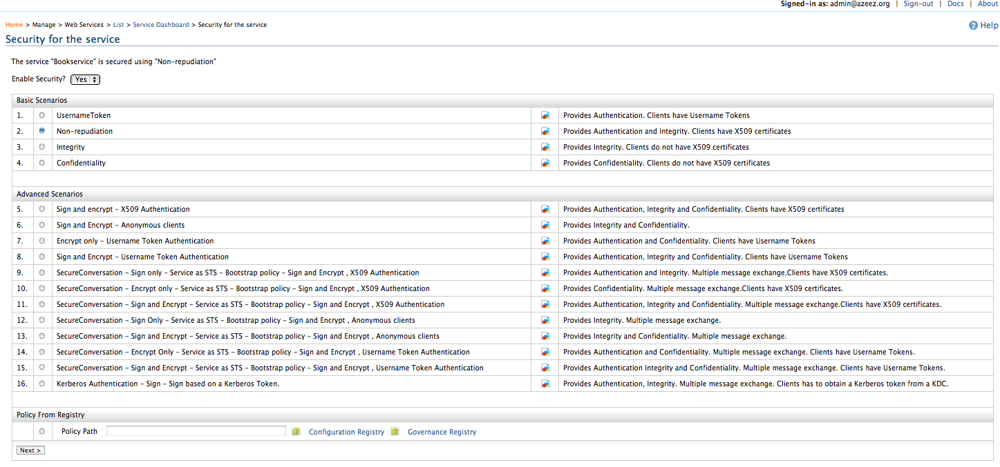 Signed-in as: admin@azeez.org | Sign-out | Docs | About
Home > Manage > Web Services > List > Service Dashboard > Security for the service
Help
Security for the service
The service "Bookservice" is secured using "Non-repudiation"
Enable Security? Yes
Basic Scenarios
1. UsernameToken Provides Authentication. Clients have Username Tokens
2. Non-repudiation Provides Authentication and Integrity. Clients have X509 certificates
3. Integrity Provides Integrity. Clients do not have X509 certificates
4. Confidentiality Provides Confidentiality. Clients do not have X509 certificates
Advanced Scenarios
5. Sign and encrypt - X509 Authentication Provides Authentication, Integrity and Confidentiality. Clients have X509 certificates
6. Sign and Encrypt - Anonymous clients Provides Integrity and Confidentiality.
7. Encrypt only - Username Token Authentication Provides Authentication and Confidentiality. Clients have Username Tokens
8. Sign and Encrypt - Username Token Authentication Provides Authentication, Integrity and Confidentiality. Clients have Username Tokens
9. SecureConversation - Sign only - Service as STS - Bootstrap policy - Sign and Encrypt , X509 Authentication Provides Authentication and Integrity. Multiple message exchange.Clients have X509 certificates.
10. SecureConversation - Encrypt only - Service as STS - Bootstrap policy - Sign and Encrypt , X509 Authentication Provides Confidentiality. Multiple message exchange.Clients have X509 certificates.
11. SecureConversation - Sign and Encrypt - Service as STS - Bootstrap policy - Sign and Encrypt , X509 Authentication Provides Authentication, Integrity and Confidentiality. Multiple message exchange.Clients have X509 certificates.
12. SecureConversation - Sign Only - Service as STS - Bootstrap policy - Sign and Encrypt , Anonymous clients Provides Integrity. Multiple message exchange.
13. SecureConversation - Sign and Encrypt - Service as STS - Bootstrap policy - Sign and Encrypt , Anonymous clients Provides Integrity and Confidentiality. Multiple message exchange.
14. SecureConversation - Encrypt Only - Service as STS - Bootstrap policy - Sign and Encrypt , Username Token Authentication Provides Authentication and Confidentiality. Multiple message exchange. Clients have Username Tokens.
15. SecureConversation - Sign and Encrypt - Service as STS - Bootstrap policy - Sign and Encrypt , Username Token Authentication Provides Authentication Integrity and Confidentiality. Multiple message exchange. Clients have Username Tokens.
16. Kerberos Authentication - Sign - Sign based on a Kerberos Token. Provides Authentication, Integrity. Multiple message exchange. Clients has to obtain a Kerberos token from a KDC.
Policy From Registry
Policy Path Configuration Registry Governance Registry
Next >